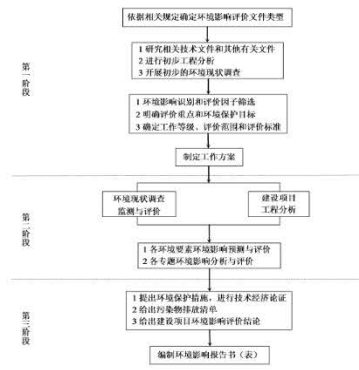 依据相关规定确定环境影响评价文件类型
1 研究相关技术文件和其他有关文件
2 进行初步工程分析
3 开展初步的环境现状调查
第一阶段
1 环境影响识别和评价因子筛选
2 明确评价重点和环境保护目标
3 确定工作等级、评价范围和评价标准
制定工作方案
环境现状调查
监测与评价
建设项目
工程分析
第二阶段
1 各环境要素环境影响预测与评价
2 各专题环境影响分析与评价
1 提出环境保护措施，进行技术经济论证
2 给出污染物排放清单
3 给出建设项目环境影响评价结论
第三阶段
编制环境影响报告书（表）